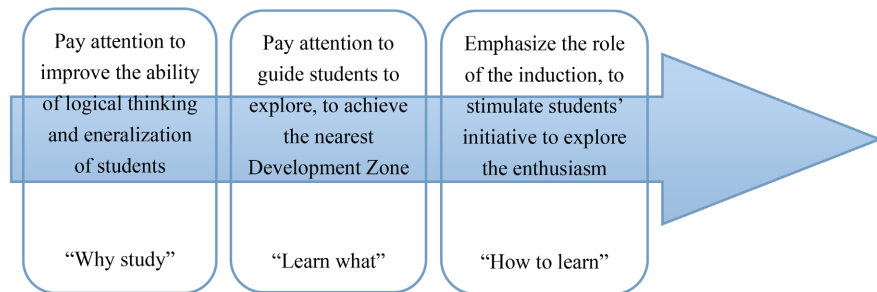 Pay attention to
improve the ability
of logical thinking
and eneralization
of students
“Why study”
Pay attention to
guide students to
explore, to achieve
the nearest
Development Zone
“Learn what”
Emphasize the role
of the induction, to
stimulate students’
initiative to explore
the enthusiasm
“How to learn”